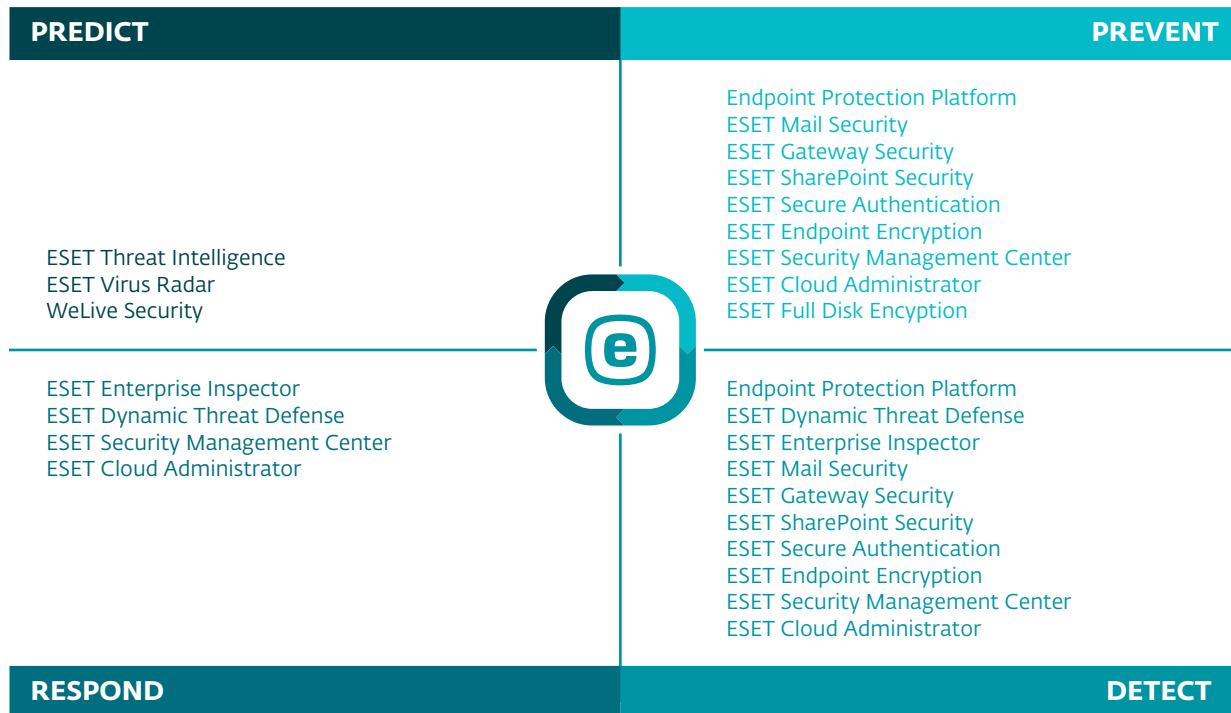 PREDICT
PREVENT
ESET Threat Intelligence
ESET Virus Radar
WeLive Security
Endpoint Protection Platform
ESET Mail Security
ESET Gateway Security
ESET SharePoint Security
ESET Secure Authentication
ESET Endpoint Encryption
ESET Security Management Center
ESET Cloud Administrator
ESET Full Disk Encyption
e
ESET Enterprise Inspector
ESET Dynamic Threat Defense
ESET Security Management Center
ESET Cloud Administrator
Endpoint Protection Platform
ESET Dynamic Threat Defense
ESET Enterprise Inspector
ESET Mail Security
ESET Gateway Security
ESET SharePoint Security
ESET Secure Authentication
ESET Endpoint Encryption
ESET Security Management Center
ESET Cloud Administrator
RESPOND
DETECT